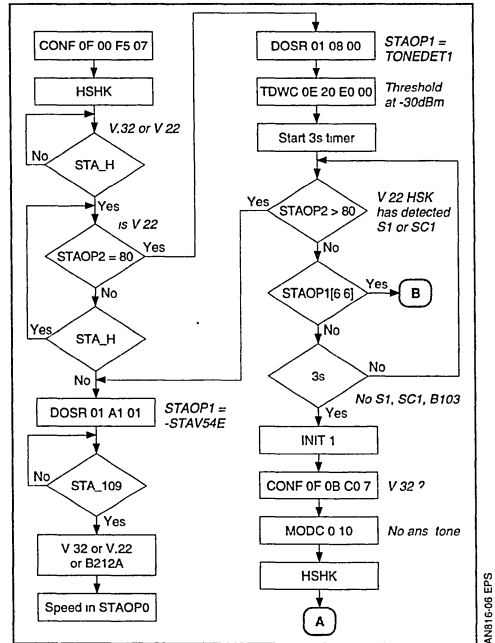 CONF 0F 00 F5 07
HSHK
V.32 or V 22
No
STA_H
Yes
is V 22
STAOP2 = 80
Yes
No
Yes
STA_H
No
DOSR 01 A1 01
STAOP1 =
-STAV54E
No
STA_109
Yes
V 32 or V.22
or B212A
Speed in STAOP0
DOSR 01 08 00
STAOP1 =
TONEDET1
TDWC 0E 20 E0 00
Threshold
at -30dBm
Start 3s timer
Yes
STAOP2 > 80
V 22 HSK
has detected
S1 or SC1
No
STAOP1[6 6]
Yes
B
No
3s
No
No S1, SC1, B103
Yes
INIT 1
CONF 0F 0B C0 7
V 32 ?
MODC 0 10
No ans tone
HSHK
A